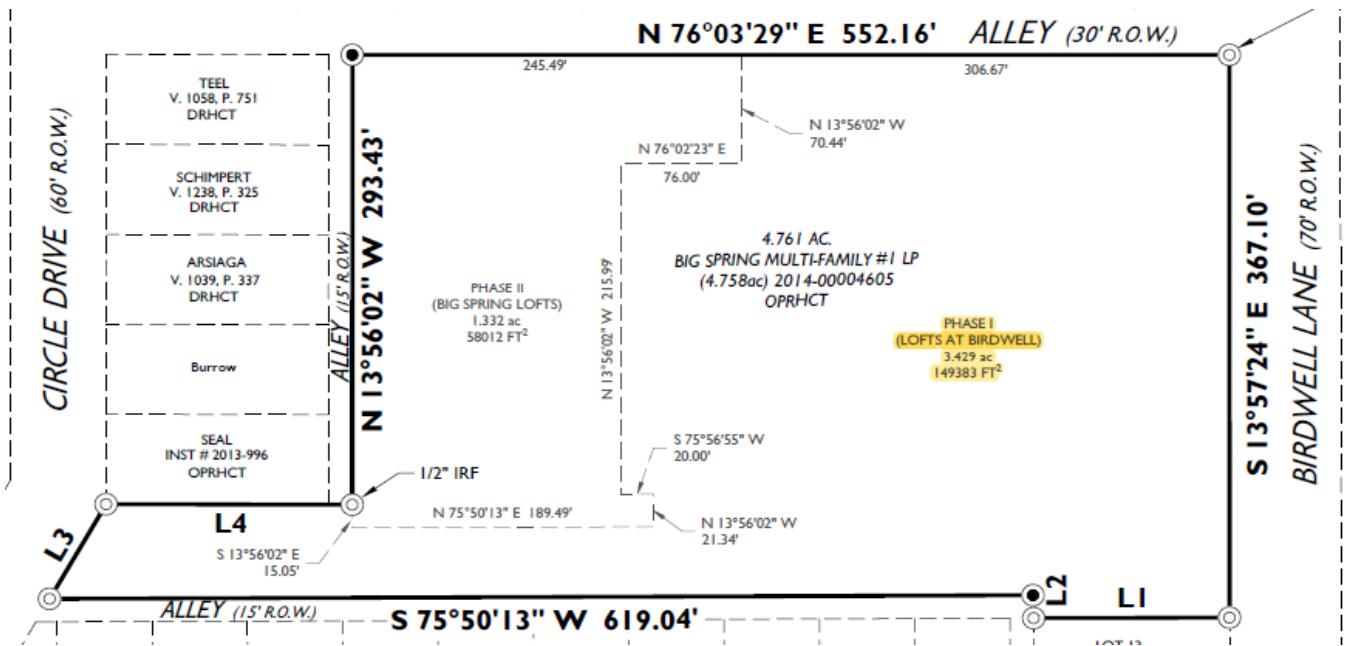 N 76°03'29" E 552.16' ALLEY (30' R.O.W.)
245.49'
306.67'
TEEL
V. 1058, P. 751
DRHCT
SCHIMPERT
V. 1238, P. 325
DRHCT
ARSIAGA
V. 1039, P. 337
DRHCT
Burrow
SEAL
INST # 2013-996
OPRHCT
CIRCLE DRIVE (60' R.O.W.)
ALLEY (15' R.O.W.)
N 13°56'02" W 293.43'
N 13°56'02" W
70.44'
N 76°02'23" E
76.00'
4.761 AC.
BIG SPRING MULTI-FAMILY #1 LP
(4.758ac) 2014-00004605
OPRHCT
PHASE II
(BIG SPRING LOFTS)
1.332 ac
58012 FT²
N 13°56'02" W 215.99
PHASE I
(LOFTS AT BIRDWELL)
3.429 ac
149383 FT²
S 13°57'24" E 367.10'
BIRDWELL LANE (70' R.O.W.)
S 75°56'55" W
20.00'
1/2" IRF
N 75°50'13" E 189.49'
N 13°56'02" W
21.34'
L4
L3
S 13°56'02" E
15.05'
L2
L1
ALLEY (15' R.O.W.)
S 75°50'13" W 619.04'
LOT 13